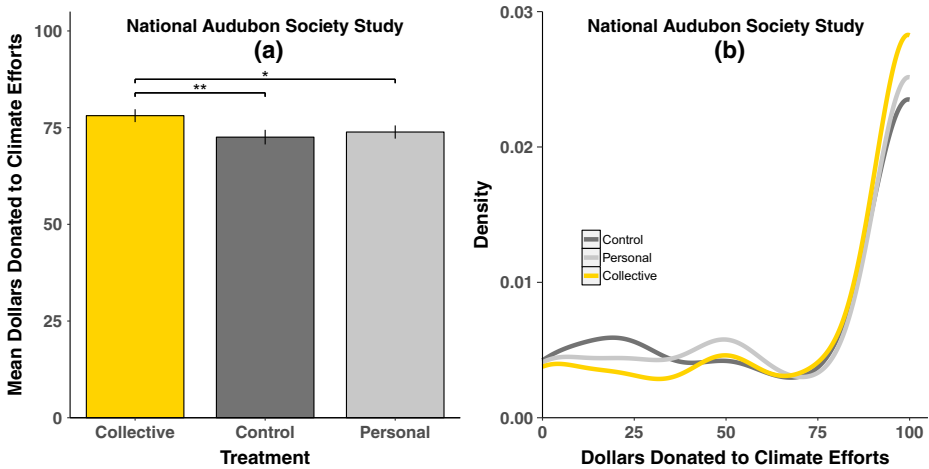 National Audubon Society Study
(a)
Mean Dollars Donated to Climate Efforts
100
75
50
25
0
*
**
Collective
Control
Personal
Treatment
National Audubon Society Study
(b)
Density
0.03
0.02
0.01
0.00
Control
Personal
Collective
0
25
50
75
100
Dollars Donated to Climate Efforts